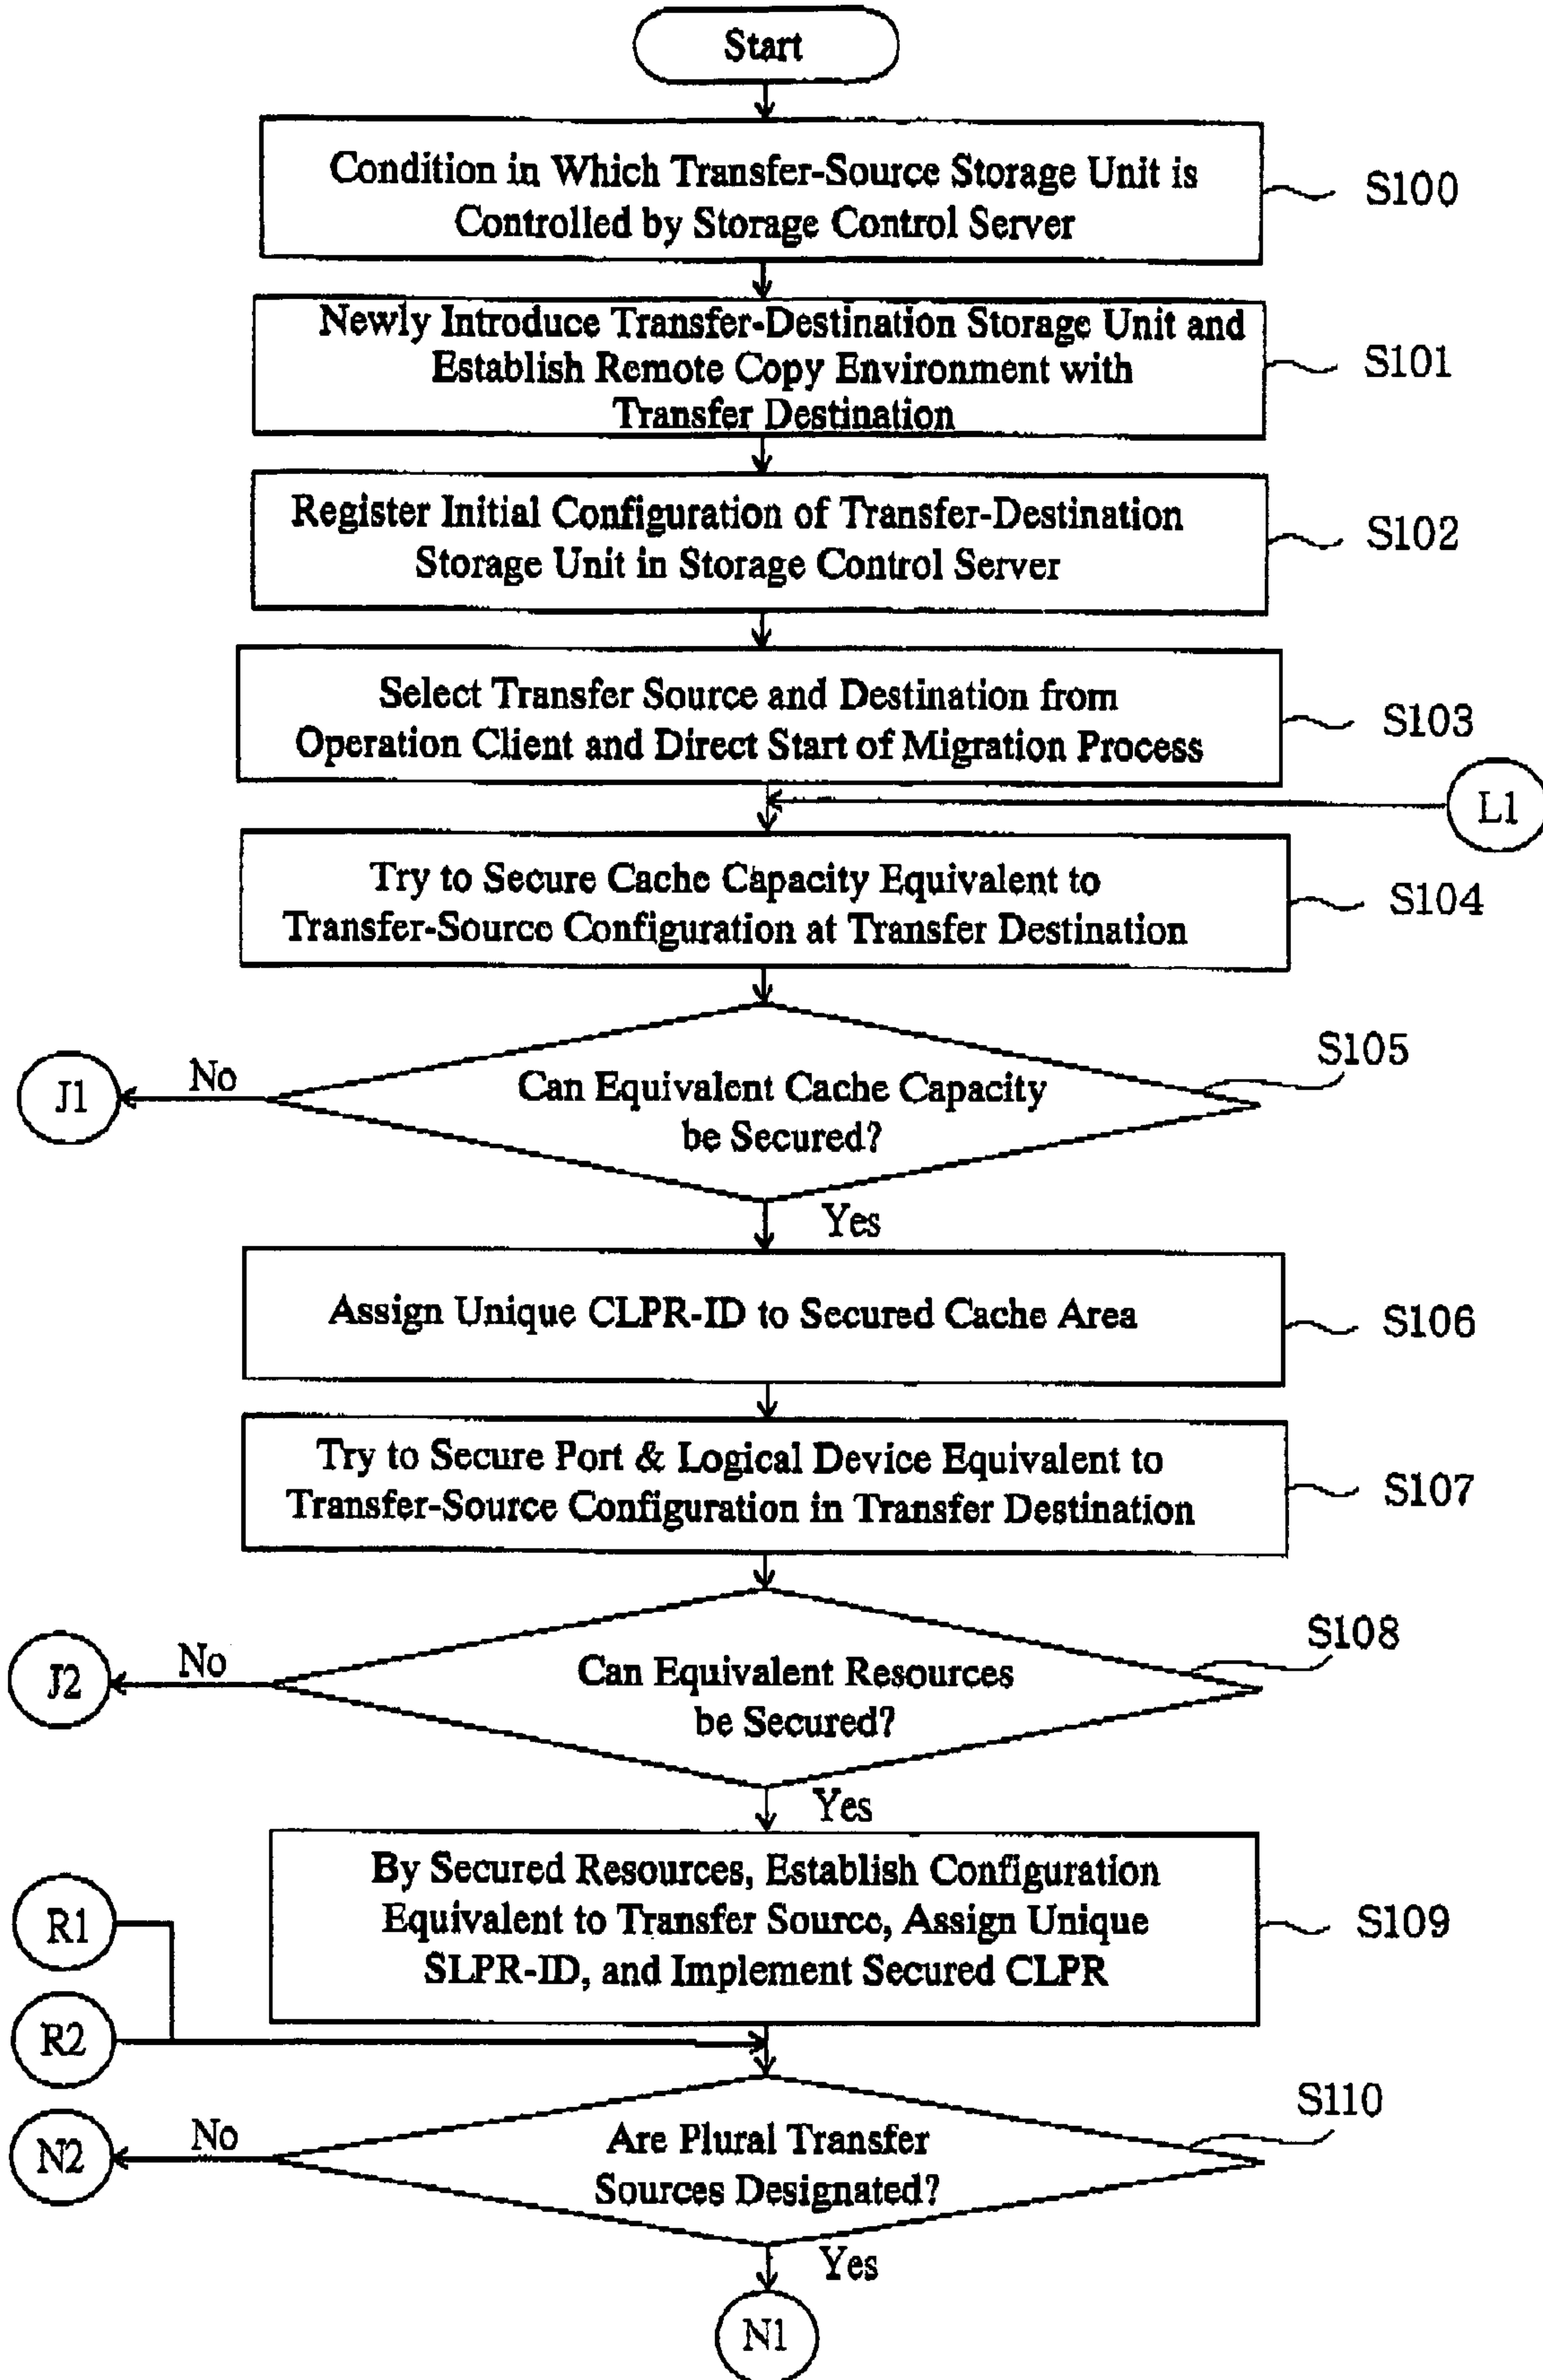 Start
Condition in Which Transfer-Source Storage Unit is
Controlled by Storage Control Server
S100
Newly Introduce Transfer-Destination Storage Unit and
Establish Remote Copy Environment with
Transfer Destination
S101
Register Initial Configuration of Transfer-Destination
Storage Unit in Storage Control Server
S102
Select Transfer Source and Destination from
Operation Client and Direct Start of Migration Process
S103
L1
Try to Secure Cache Capacity Equivalent to
Transfer-Source Configuration at Transfer Destination
S104
S105
J1
No
Can Equivalent Cache Capacity
be Secured?
Yes
Assign Unique CLPR-ID to Secured Cache Area
S106
Try to Secure Port & Logical Device Equivalent to
Transfer-Source Configuration in Transfer Destination
S107
S108
J2
No
Can Equivalent Resources
be Secured?
Yes
By Secured Resources, Establish Configuration
Equivalent to Transfer Source, Assign Unique
SLPR-ID, and Implement Secured CLPR
S109
R1
R2
S110
N2
No
Are Plural Transfer
Sources Designated?
Yes
N1